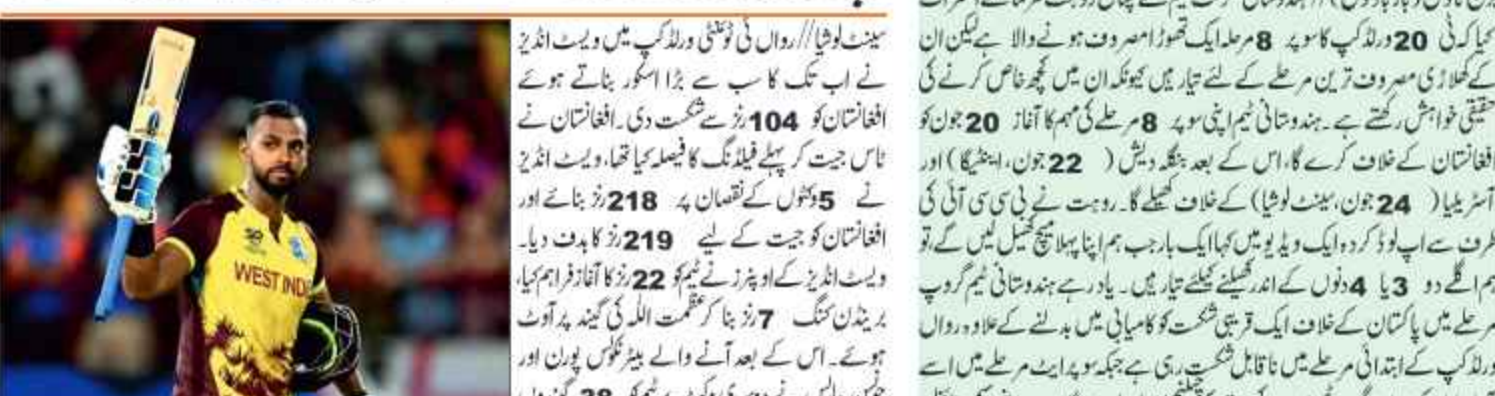 سینٹ لوشیا//رواں ٹی ٹوئنٹی ورلڈ کپ میں ویسٹ انڈیز
نے اب تک کا سب سے بڑا اسکور بناتے ہوئے
افغانستان کو 104 رنز سے شکست دی۔ افغانستان نے
ٹاس جیت کر پہلے فیلڈنگ کا فیصلہ کیا تھا، ویسٹ انڈیز
نے 5 وکٹوں کے نقصان پر 218 رنز بنائے اور
افغانستان کو جیت کے لیے 219 رنز کا ہدف دیا۔
ویسٹ انڈیز کے اوپنرز نے ٹیم کو 22 رنز کا آغاز فراہم کیا،
برینڈن کنگ 7 رنز بنا کر عظمت اللہ کی گیند پر آوٹ
ہوئے۔ اس کے بعد آنے والے بیٹر نکولس پورن اور
WEST INDI
کیا کہ ٹی 20 ورلڈ کپ کا سوپر 8 مرحلہ ایک تھوڑا مصروف ہونے والا ہے لیکن ان
کے کھلاڑی مصروف ترین مرحلے کے لئے تیار ہیں کیونکہ ان میں کچھ خاص کرنے کی
حقیقی خواہش رکھتے ہے۔ ہندوستانی ٹیم اپنی سوپر 8 مرحلے کی مہم کا آغاز 20 جون کو
افغانستان کے خلاف کرے گا، اس کے بعد بنگلہ دیش ( 22 جون، اینٹیگا) اور
آسٹریلیا ( 24 جون، سینٹ لوشیا) کے خلاف کھیلے گا۔ روہت نے بی سی سی آئی کی
طرف سے اپ لوڈ کردہ ایک ویڈیو میں کہا ایک بار جب ہم اپنا پہلا میچ کھیل لیں گے، تو
ہم اگلے دو 3 یا 4 دنوں کے اندر کھیلنے کھیلئے تیار ہیں۔ یاد رہے ہندوستانی ٹیم گروپ
مرحلے میں پاکستان کے خلاف ایک قریبی شکست کو کامیابی میں بدلنے کے علاوہ رواں
ورلڈ کپ کے ابتدائی مرحلے میں ناقابل شکست رہی ہے جبکہ سوپر ایٹ مرحلے میں اسے